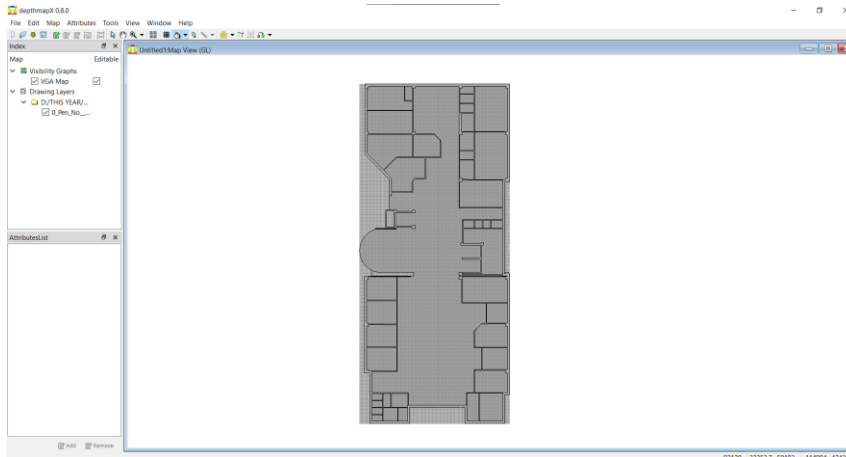 depthmapX 0.8.0
File Edit Map Attributes Tools View Window Help
Index
Untitled1:Map View (GL)
Map Editable
Visibility Graphs
VGA Map
Drawing Layers
D:/THIS YEAR/...
0_Pen_No__...
AttributesList
Add Remove